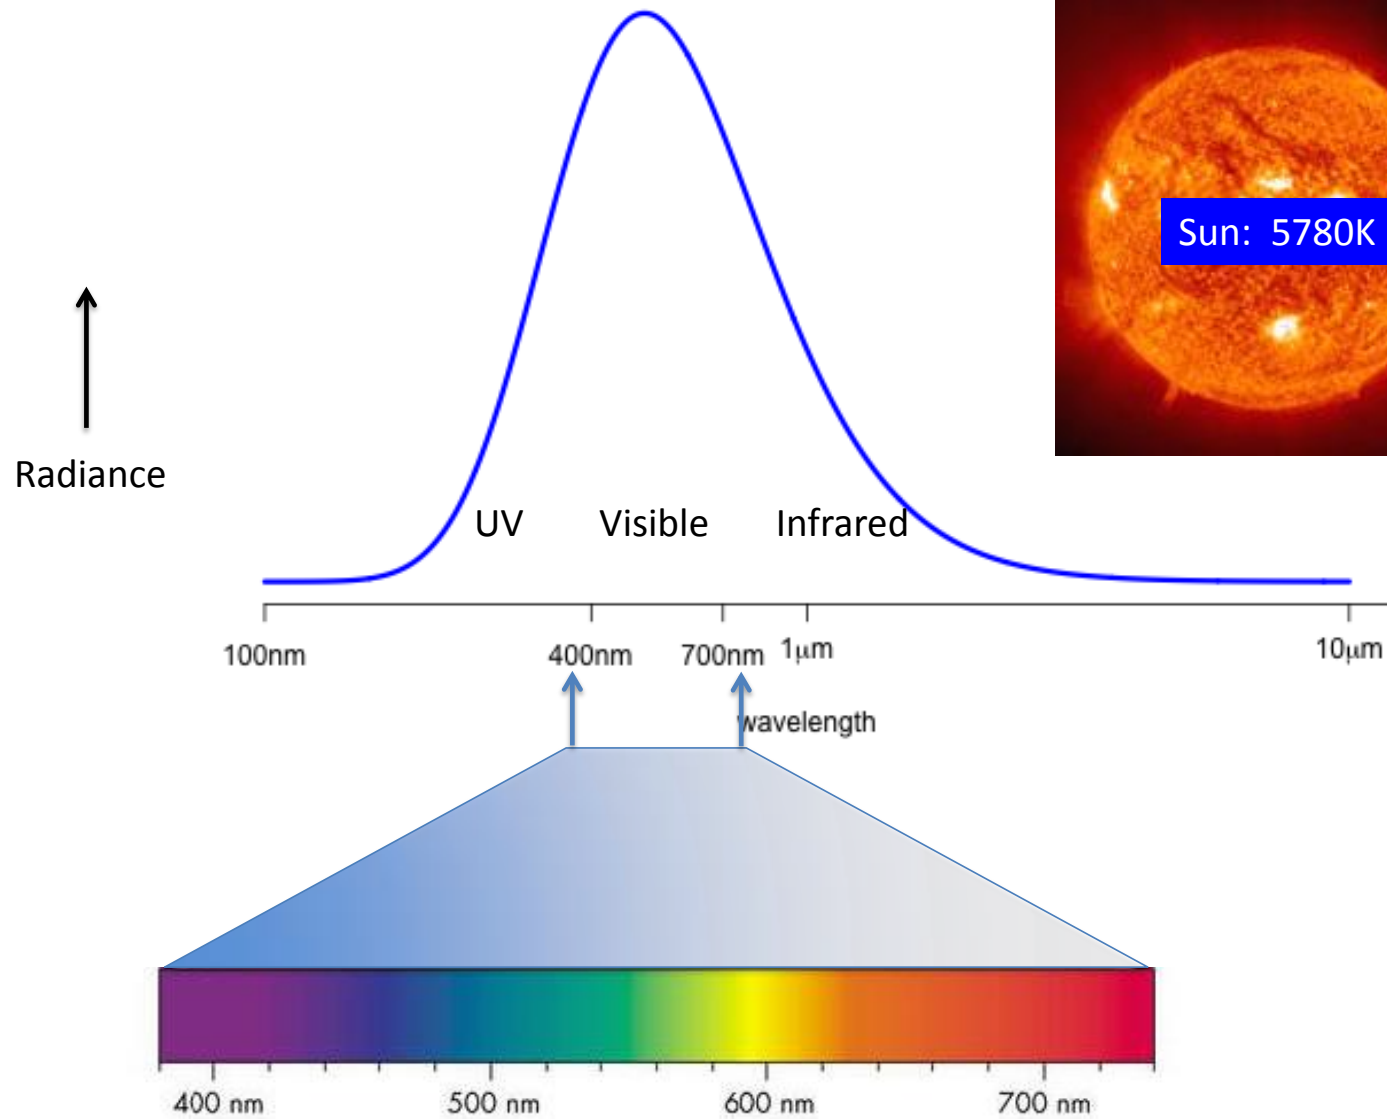 Sun: 5780K
Radiance
UV Visible Infrared
100nm 400nm 700nm 1μm 10μm
wavelength
400 nm 500 nm 600 nm 700 nm